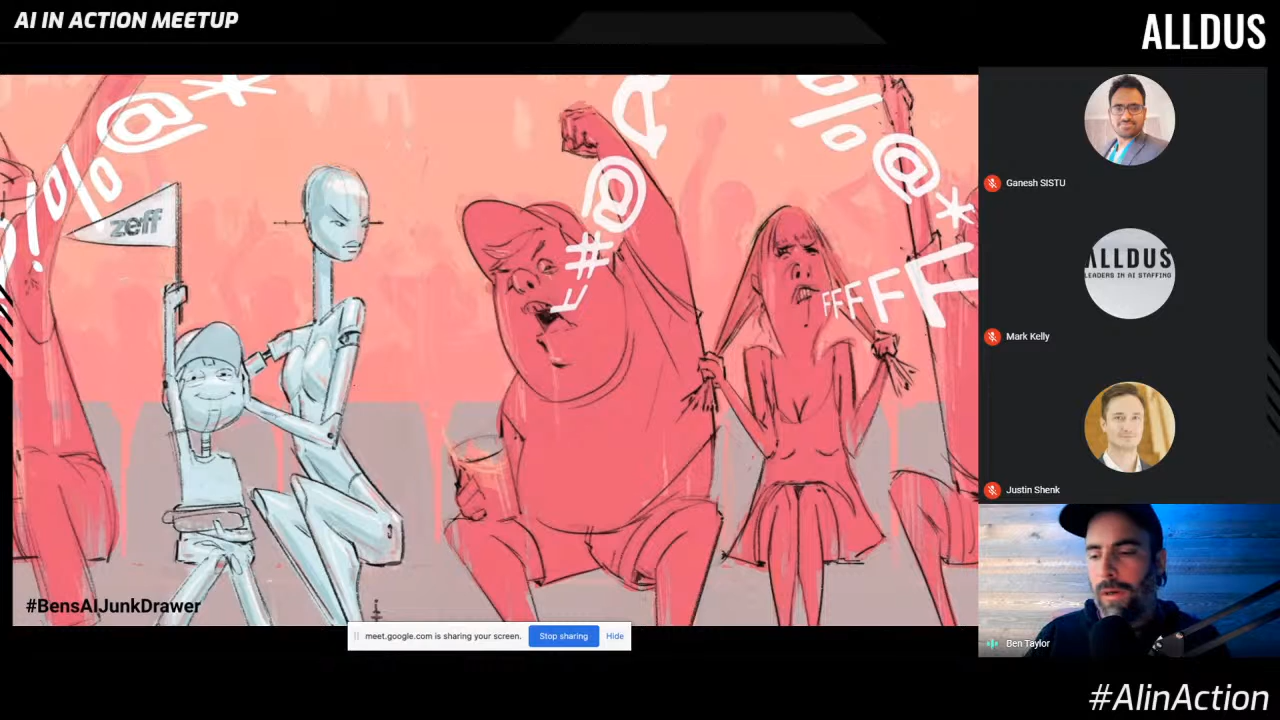 AI IN ACTION MEETUP
ALLDUS
!%@*
zeff
#@
%@*
FFFF
#BensAIJunkDrawer
meet.google.com is sharing your screen.
Stop sharing
Hide
Ganesh SISTU
ALLDUS
LEADERS IN AI STAFFING
Mark Kelly
Justin Shenk
Ben Taylor
#AIinAction